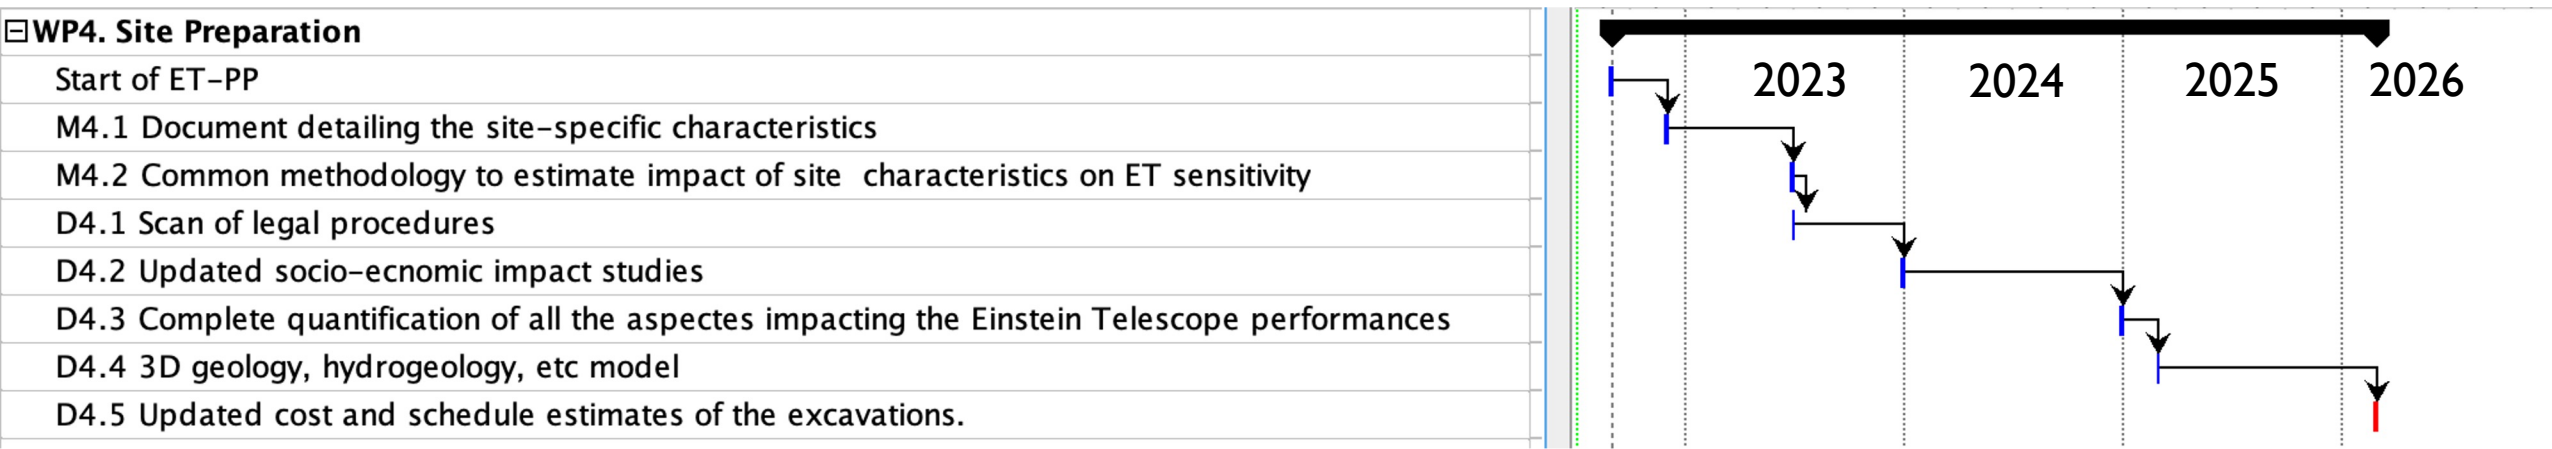 WP4. Site Preparation
Start of ET-PP
2023 2024 2025 2026
M4.1 Document detailing the site-specific characteristics
M4.2 Common methodology to estimate impact of site characteristics on ET sensitivity
D4.1 Scan of legal procedures
D4.2 Updated socio-ecnomic impact studies
D4.3 Complete quantification of all the aspectes impacting the Einstein Telescope performances
D4.4 3D geology, hydrogeology, etc model
D4.5 Updated cost and schedule estimates of the excavations.